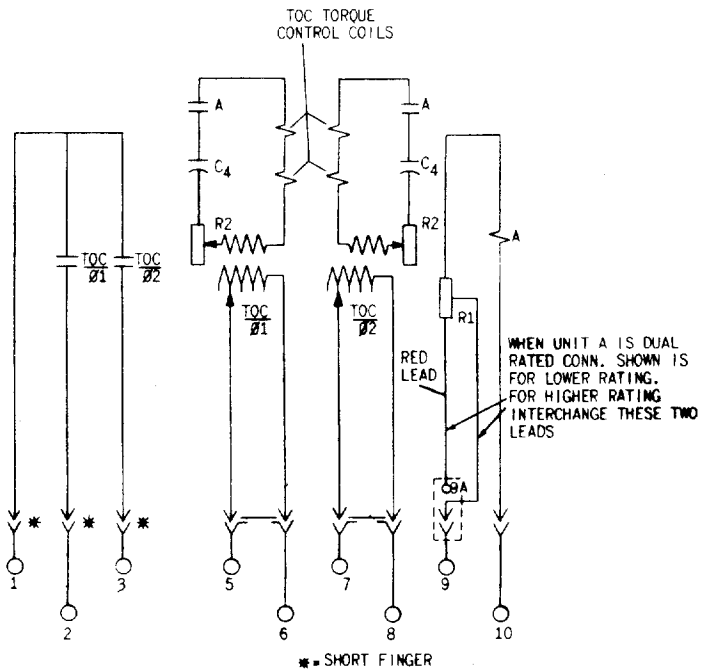 TOC TORQUE
CONTROL COILS
A
A
C4
C4
R2
R2
A
TOC
Ø1
TOC
Ø2
TOC
Ø1
TOC
Ø2
R1
RED
LEAD
WHEN UNIT A IS DUAL
RATED CONN. SHOWN IS
FOR LOWER RATING.
FOR HIGHER RATING
INTERCHANGE THESE TWO
LEADS
9A
*
*
*
1
3
5
7
9
2
6
8
10
* = SHORT FINGER